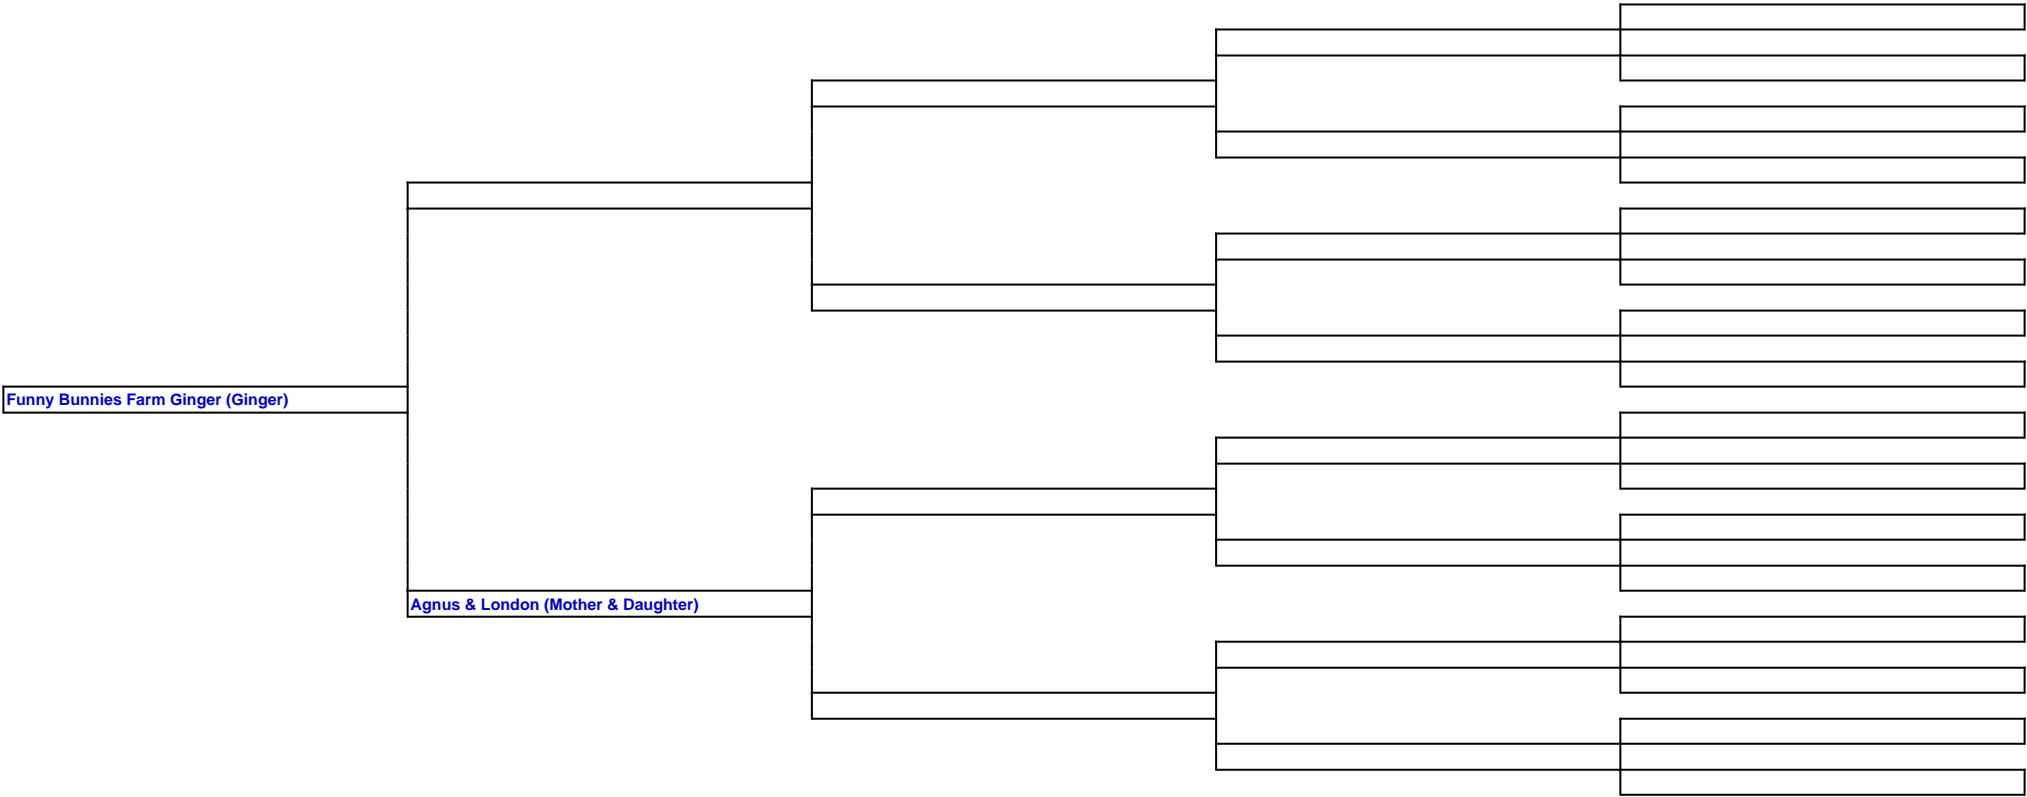 Funny Bunnies Farm Ginger (Ginger)
Agnus & London (Mother & Daughter)